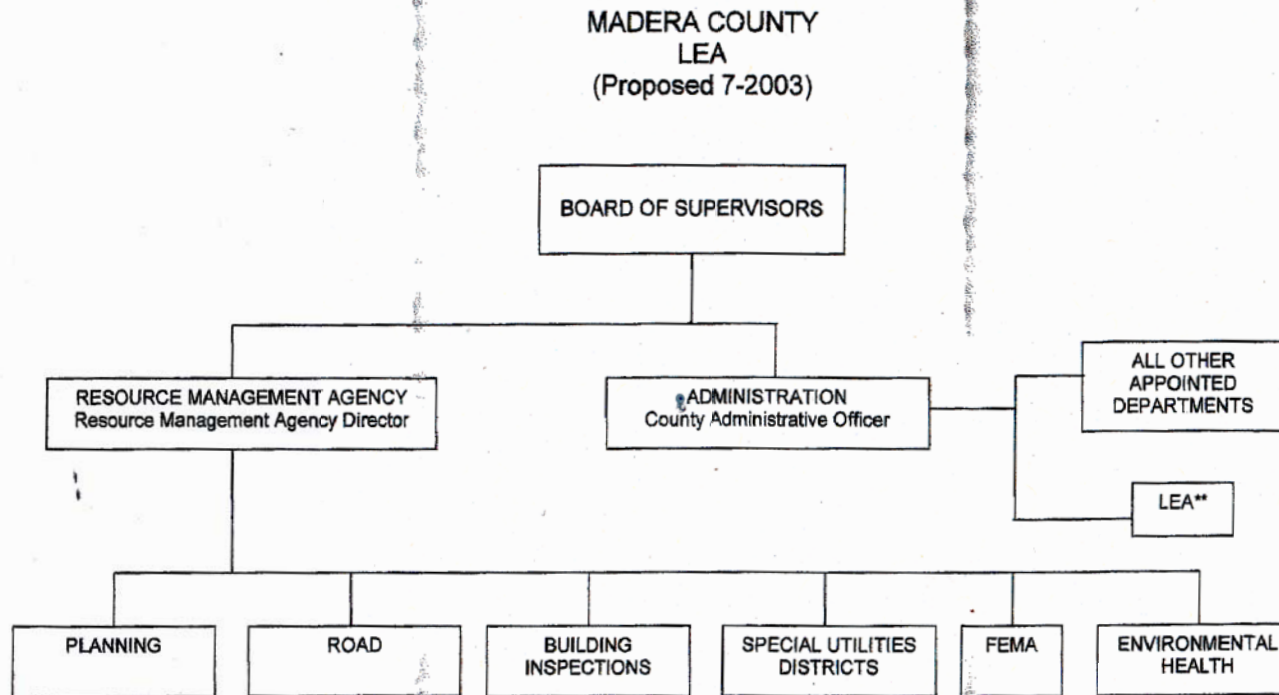 MADERA COUNTY
LEA
(Proposed 7-2003)
BOARD OF SUPERVISORS
RESOURCE MANAGEMENT AGENCY
Resource Management Agency Director
ADMINISTRATION
County Administrative Officer
ALL OTHER
APPOINTED
DEPARTMENTS
LEA**
PLANNING
ROAD
BUILDING
INSPECTIONS
SPECIAL UTILITIES
DISTRICTS
FEMA
ENVIRONMENTAL
HEALTH